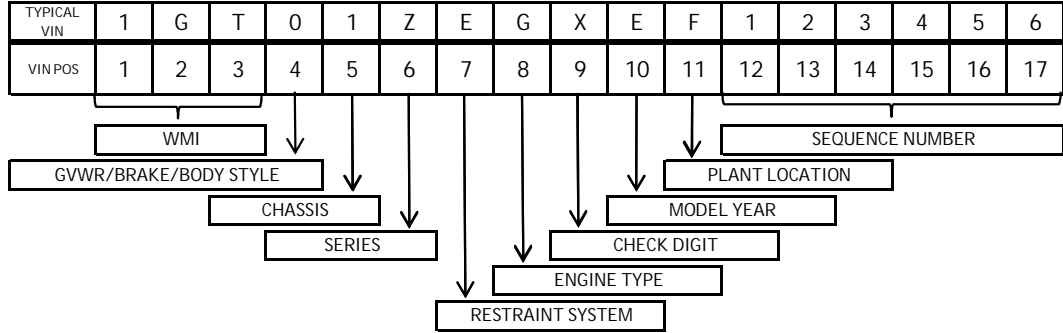 TYPICAL VIN 1 G T 0 1 Z E G X E F 1 2 3 4 5 6
VIN POS 1 2 3 4 5 6 7 8 9 10 11 12 13 14 15 16 17
WMI SEQUENCE NUMBER
GVWR/BRAKE/BODY STYLE PLANT LOCATION
CHASSIS MODEL YEAR
SERIES CHECK DIGIT
ENGINE TYPE
RESTRAINT SYSTEM